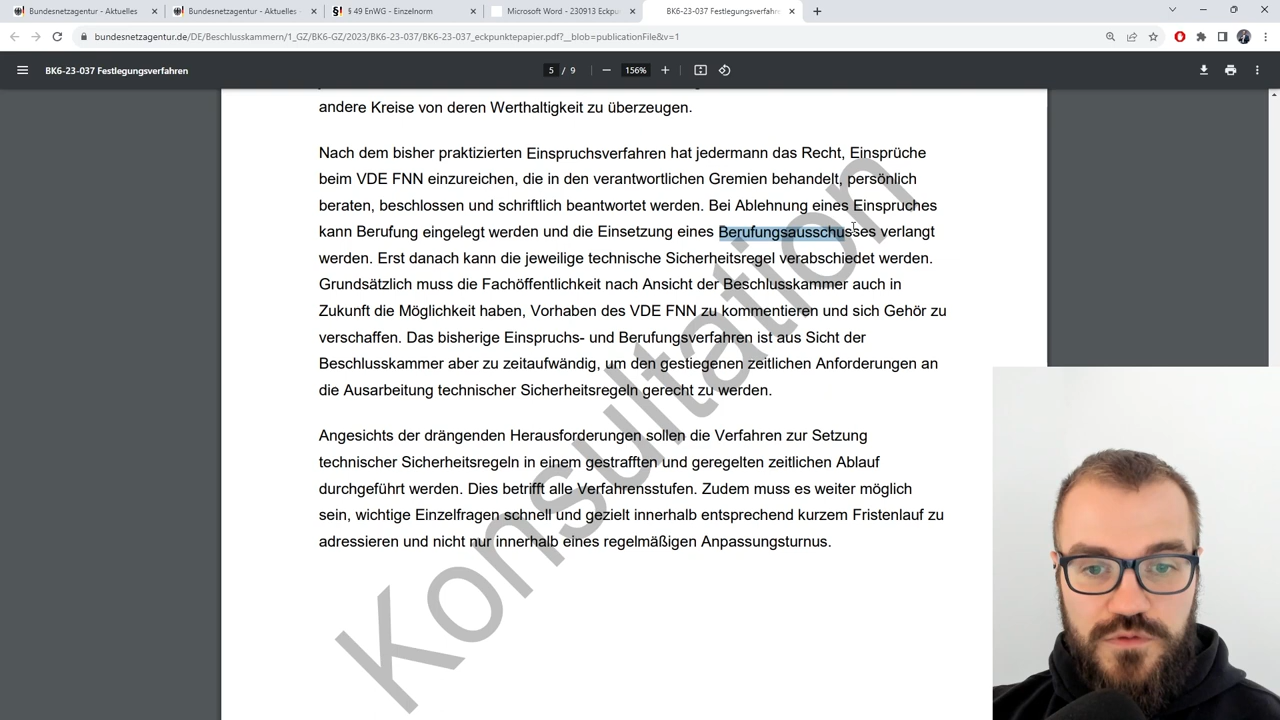 Bundesnetzagentur - Aktuelles
Bundesnetzagentur - Aktuelles
§ 49 EnWG - Einzelnorm
Microsoft Word - 230913 Eckpu
BK6-23-037 Festlegungsverfahre
bundesnetzagentur.de/DE/Beschlusskammern/1_GZ/BK6-GZ/2023/BK6-23-037/BK6-23-037_eckpunktepapier.pdf?__blob=publicationFile&v=1
BK6-23-037 Festlegungsverfahren
5 / 9
156%
andere Kreise von deren Werthaltigkeit zu überzeugen.
Nach dem bisher praktizierten Einspruchsverfahren hat jedermann das Recht, Einsprüche
beim VDE FNN einzureichen, die in den verantwortlichen Gremien behandelt, persönlich
beraten, beschlossen und schriftlich beantwortet werden. Bei Ablehnung eines Einspruches
kann Berufung eingelegt werden und die Einsetzung eines Berufungsausschusses verlangt
werden. Erst danach kann die jeweilige technische Sicherheitsregel verabschiedet werden.
Grundsätzlich muss die Fachöffentlichkeit nach Ansicht der Beschlusskammer auch in
Zukunft die Möglichkeit haben, Vorhaben des VDE FNN zu kommentieren und sich Gehör zu
verschaffen. Das bisherige Einspruchs- und Berufungsverfahren ist aus Sicht der
Beschlusskammer aber zu zeitaufwändig, um den gestiegenen zeitlichen Anforderungen an
die Ausarbeitung technischer Sicherheitsregeln gerecht zu werden.
Angesichts der drängenden Herausforderungen sollen die Verfahren zur Setzung
technischer Sicherheitsregeln in einem gestrafften und geregelten zeitlichen Ablauf
durchgeführt werden. Dies betrifft alle Verfahrensstufen. Zudem muss es weiter möglich
sein, wichtige Einzelfragen schnell und gezielt innerhalb entsprechend kurzem Fristenlauf zu
adressieren und nicht nur innerhalb eines regelmäßigen Anpassungsturnus.
Konsultation